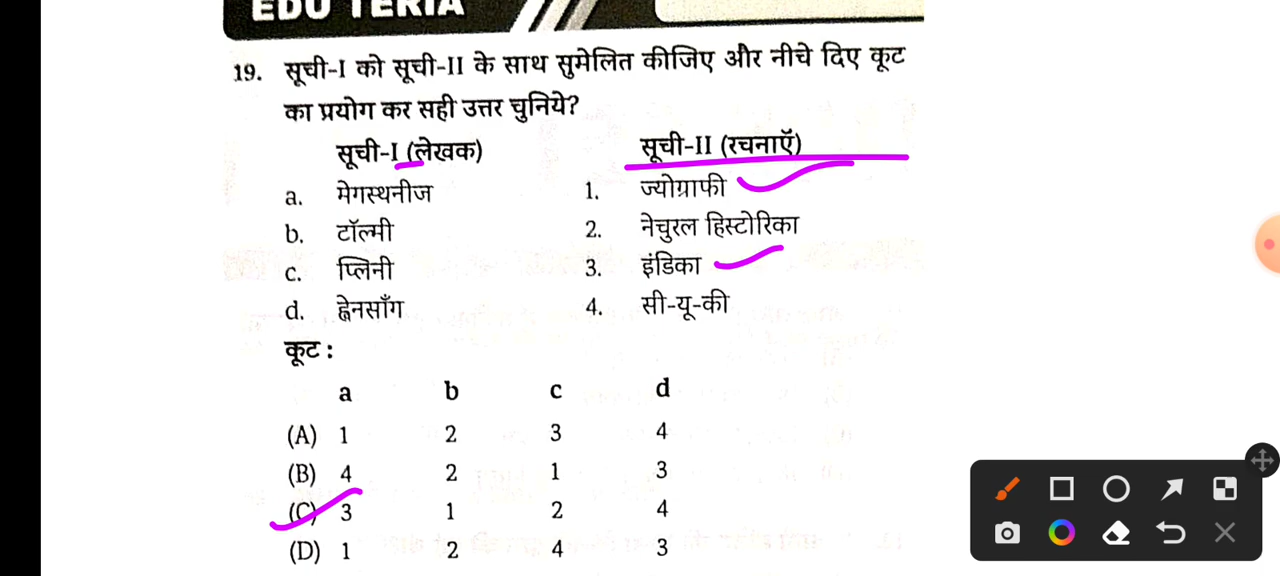 EDU TERIA
19. सूची-I को सूची-II के साथ सुमेलित कीजिए और नीचे दिए कूट
का प्रयोग कर सही उत्तर चुनिये?
सूची-I (लेखक) सूची-II (रचनाएँ)
a. मेगस्थनीज 1. ज्योग्राफी
b. टॉल्मी 2. नेचुरल हिस्टोरिका
c. प्लिनी 3. इंडिका
d. ह्वेनसाँग 4. सी-यू-की
कूट :
a b c d
(A) 1 2 3 4
(B) 4 2 1 3
(C) 3 1 2 4
(D) 1 2 4 3